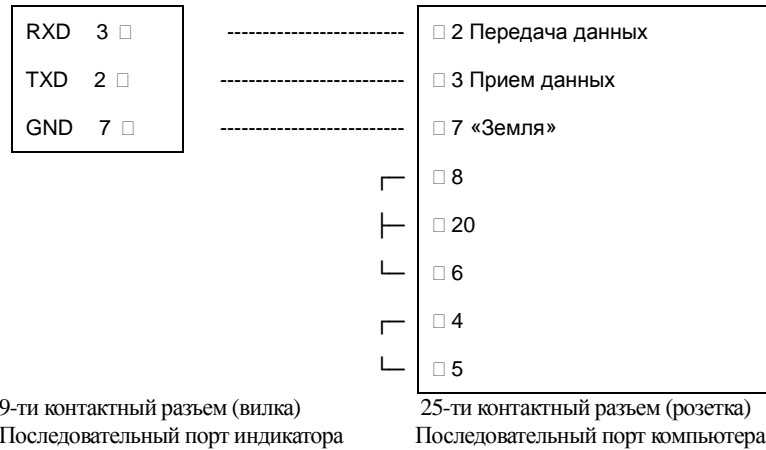 RXD 3 □ --------------------------- □ 2 Передача данных
TXD 2 □ --------------------------- □ 3 Прием данных
GND 7 □ --------------------------- □ 7 «Земля»
□ 8
□ 20
□ 6
□ 4
□ 5
9-ти контактный разъем (вилка) 25-ти контактный разъем (розетка)
Последовательный порт индикатора Последовательный порт компьютера